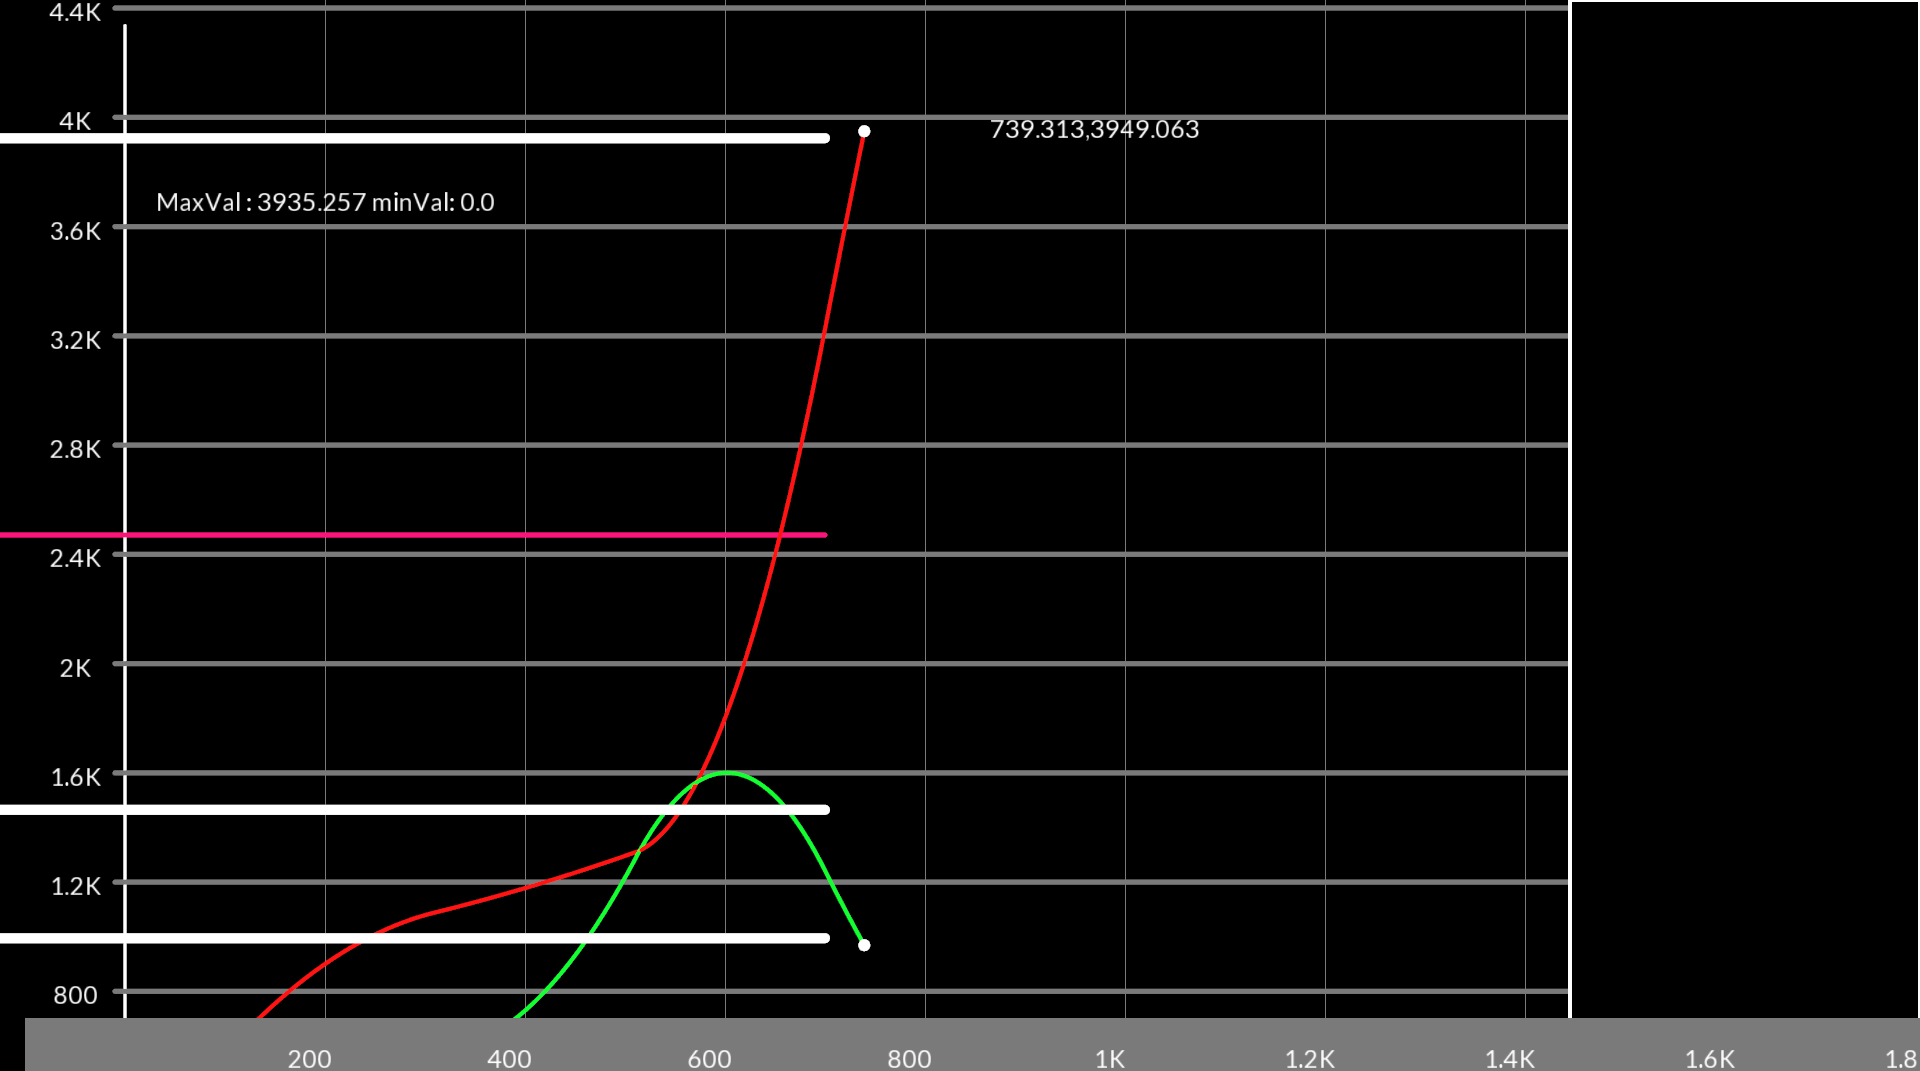 4.4K
4K
739.313,3949.063
MaxVal : 3935.257 minVal: 0.0
3.6K
3.2K
2.8K
2.4K
2K
1.6K
1.2K
800
200 400 600 800 1K 1.2K 1.4K 1.6K 1.8